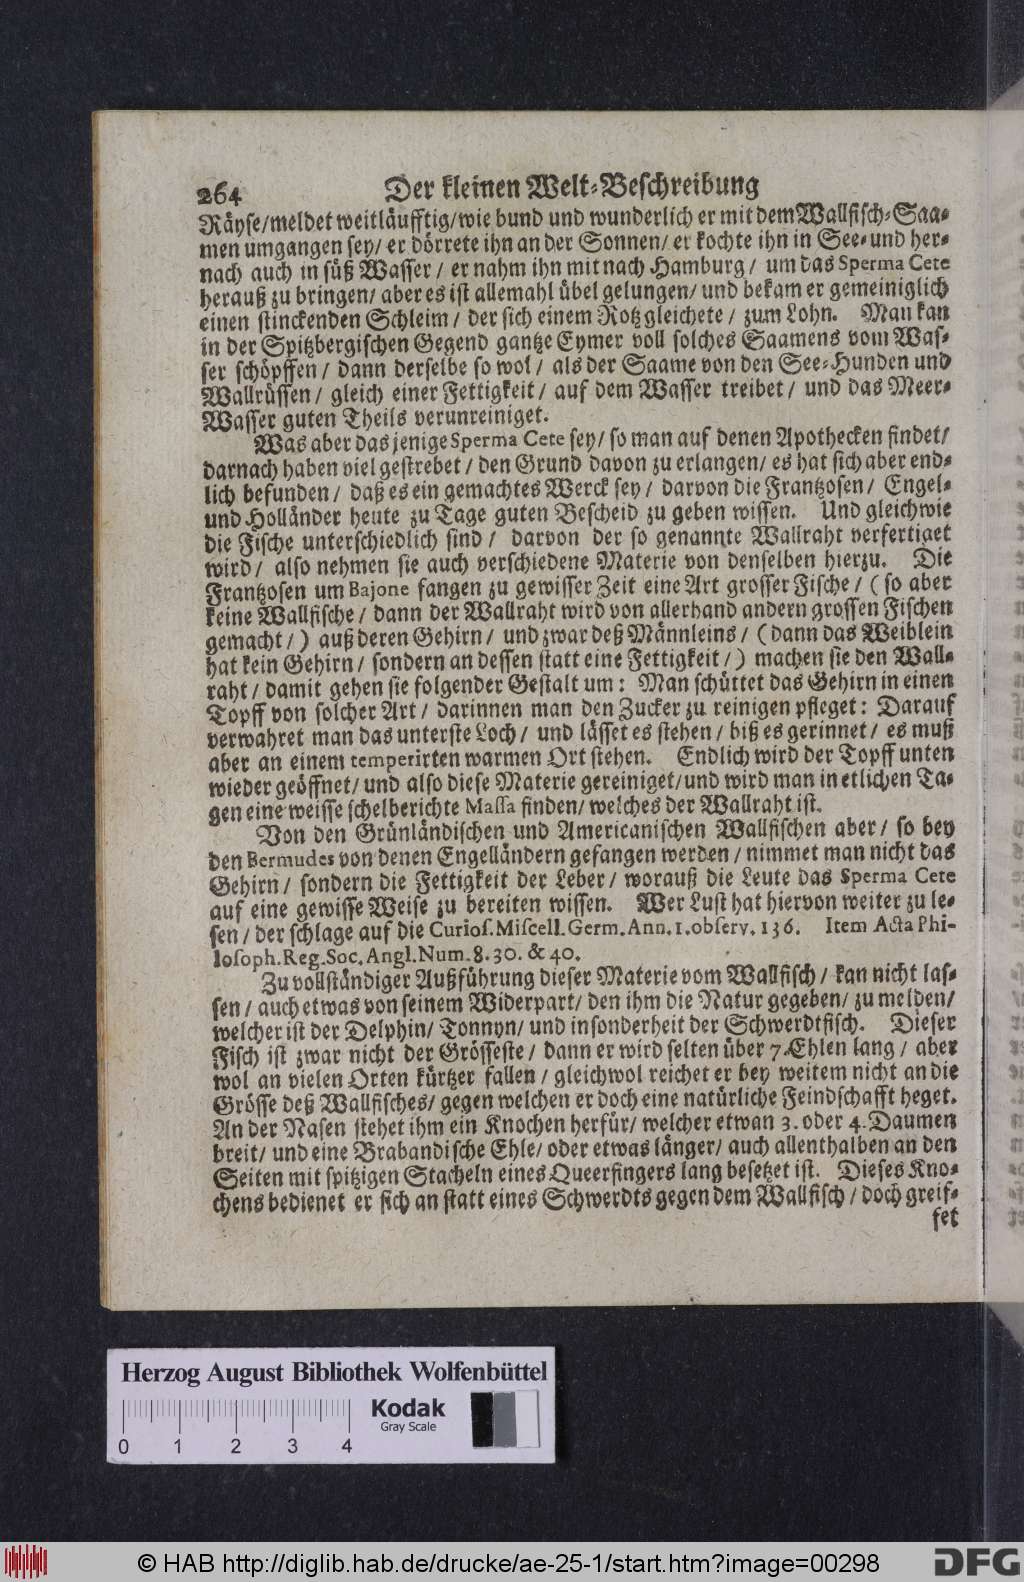 264 Der kleinen Welt-Beschreibung
Räyse/meldet weitläufftig/wie bund und wunderlich er mit dem Wallfisch-Saa-
men umgangen sey/ er dörrete ihn an der Sonnen/ er kochte ihn in See- und her-
nach auch in süß Wasser / er nahm ihn mit nach Hamburg / um das Sperma Cete
herauß zu bringen/ aber es ist allemahl übel gelungen/ und bekam er gemeiniglich
einen stinckenden Schleim / der sich einem Rotz gleichete / zum Lohn. Man kan
in der Spitzbergischen Gegend gantze Eymer voll solches Saamens vom Was-
ser schöpffen / dann derselbe so wol / als der Saame von den See-Hunden und
Wallrüssen / gleich einer Fettigkeit / auf dem Wasser treibet / und das Meer-
Wasser guten Theils verunreiniget.
Was aber das jenige Sperma Cete sey/ so man auf denen Apothecken findet/
darnach haben viel gestrebet / den Grund davon zu erlangen/ es hat sich aber end-
lich befunden / daß es ein gemachtes Werck sey / darvon die Frantzosen / Engel-
und Holländer heute zu Tage guten Bescheid zu geben wissen. Und gleichwie
die Fische unterschiedlich sind / darvon der so genannte Wallraht verfertiget
wird / also nehmen sie auch verschiedene Materie von denselben hierzu. Die
Frantzosen um Bajone fangen zu gewisser Zeit eine Art grosser Fische / ( so aber
keine Wallfische / dann der Wallraht wird von allerhand andern grossen Fischen
gemacht / ) auß deren Gehirn / und zwar deß Männleins / ( dann das Weiblein
hat kein Gehirn / sondern an dessen statt eine Fettigkeit / ) machen sie den Wall-
raht / damit gehen sie folgender Gestalt um : Man schüttet das Gehirn in einen
Topff von solcher Art / darinnen man den Zucker zu reinigen pfleget : Darauf
verwahret man das unterste Loch / und lässet es stehen / biß es gerinnet / es muß
aber an einem temperirten warmen Ort stehen. Endlich wird der Topff unten
wieder geöffnet/ und also diese Materie gereiniget/ und wird man in etlichen Ta-
gen eine weisse schelberichte Massa finden/ welches der Wallraht ist.
Von den Grünländischen und Americanischen Wallfischen aber / so bey
den Bermudes von denen Engelländern gefangen werden / nimmet man nicht das
Gehirn / sondern die Fettigkeit der Leber / worauß die Leute das Sperma Cete
auf eine gewisse Weise zu bereiten wissen. Wer Lust hat hiervon weiter zu le-
sen / der schlage auf die Curios. Miscell. Germ. Ann. 1. observ. 136. Item Acta Phi-
losoph. Reg. Soc. Angl. Num. 8. 30. & 40.
Zu vollständiger Außführung dieser Materie vom Wallfisch / kan nicht las-
sen / auch etwas von seinem Widerpart / den ihm die Natur gegeben / zu melden/
welcher ist der Delphin/ Tonnyn/ und insonderheit der Schwerdtfisch. Dieser
Fisch ist zwar nicht der Grösseste / dann er wird selten über 7. Ehlen lang / aber
wol an vielen Orten kürtzer fallen / gleichwol reichet er bey weitem nicht an die
Grösse deß Wallfisches/ gegen welchen er doch eine natürliche Feindschafft heget.
An der Nasen stehet ihm ein Knochen herfür/ welcher etwan 3. oder 4. Daumen
breit/ und eine Brabandische Ehle/ oder etwas länger/ auch allenthalben an den
Seiten mit spitzigen Stacheln eines Queerfingers lang besetzet ist. Dieses Kno-
chens bedienet er sich an statt eines Schwerdts gegen dem Wallfisch / doch greif-
fet
Herzog August Bibliothek Wolfenbüttel
Kodak
Gray Scale
0 1 2 3 4
© HAB http://diglib.hab.de/drucke/ae-25-1/start.htm?image=00298
DFG